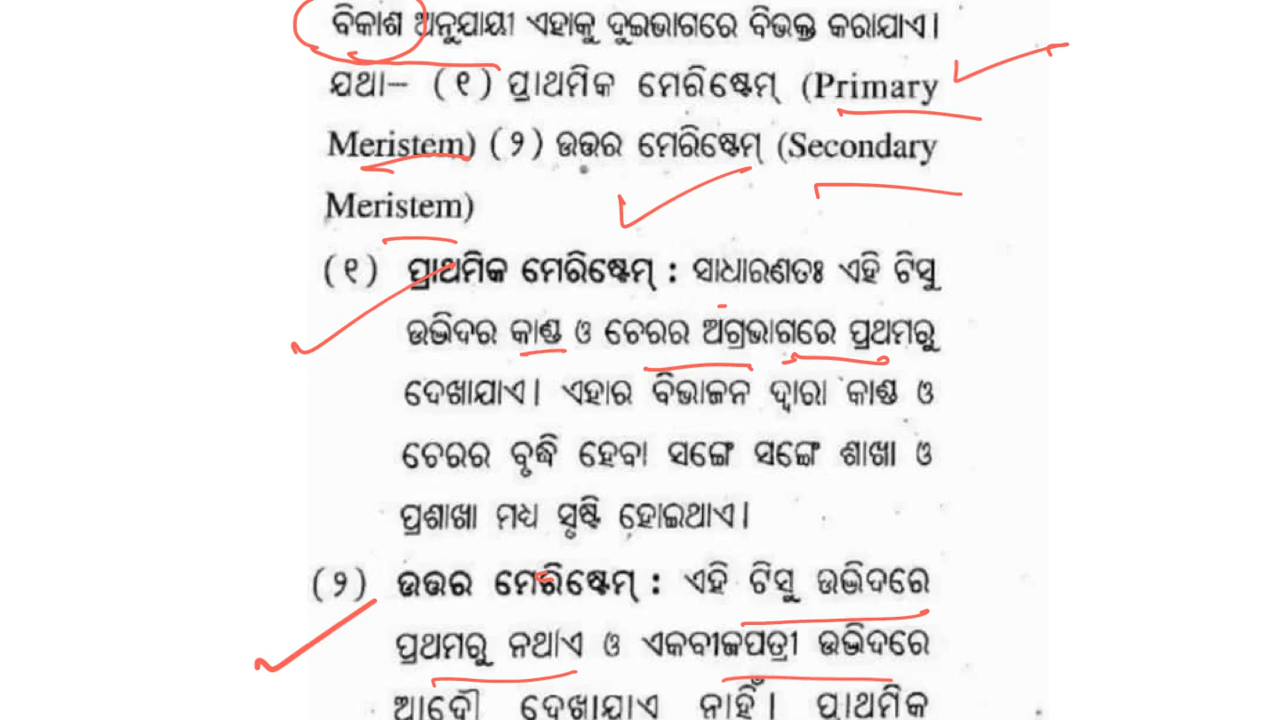 ବିକାଶ ଅନୁଯାୟୀ ଏହାକୁ ଦୁଇଭାଗରେ ବିଭକ୍ତ କରାଯାଏ।
ଯଥା– (୧) ପ୍ରାଥମିକ ମେରିଷ୍ଟେମ୍ (Primary
Meristem) (୨) ଉତ୍ତର ମେରିଷ୍ଟେମ୍ (Secondary
Meristem)
(୧) ପ୍ରାଥମିକ ମେରିଷ୍ଟେମ୍ : ସାଧାରଣତଃ ଏହି ଟିସୁ
ଉଦ୍ଭିଦର କାଣ୍ଡ ଓ ଚେରର ଅଗ୍ରଭାଗରେ ପ୍ରଥମରୁ
ଦେଖାଯାଏ। ଏହାର ବିଭାଜନ ଦ୍ୱାରା କାଣ୍ଡ ଓ
ଚେରର ବୃଦ୍ଧି ହେବା ସଙ୍ଗେ ସଙ୍ଗେ ଶାଖା ଓ
ପ୍ରଶାଖା ମଧ୍ୟ ସୃଷ୍ଟି ହୋଇଥାଏ।
(୨) ଉତ୍ତର ମେରିଷ୍ଟେମ୍ : ଏହି ଟିସୁ ଉଦ୍ଭିଦରେ
ପ୍ରଥମରୁ ନଥାଏ ଓ ଏକବୀଜପତ୍ରୀ ଉଦ୍ଭିଦରେ
ଆଦୌ ଦେଖାଯାଏ ନାହିଁ। ପ୍ରାଥମିକ